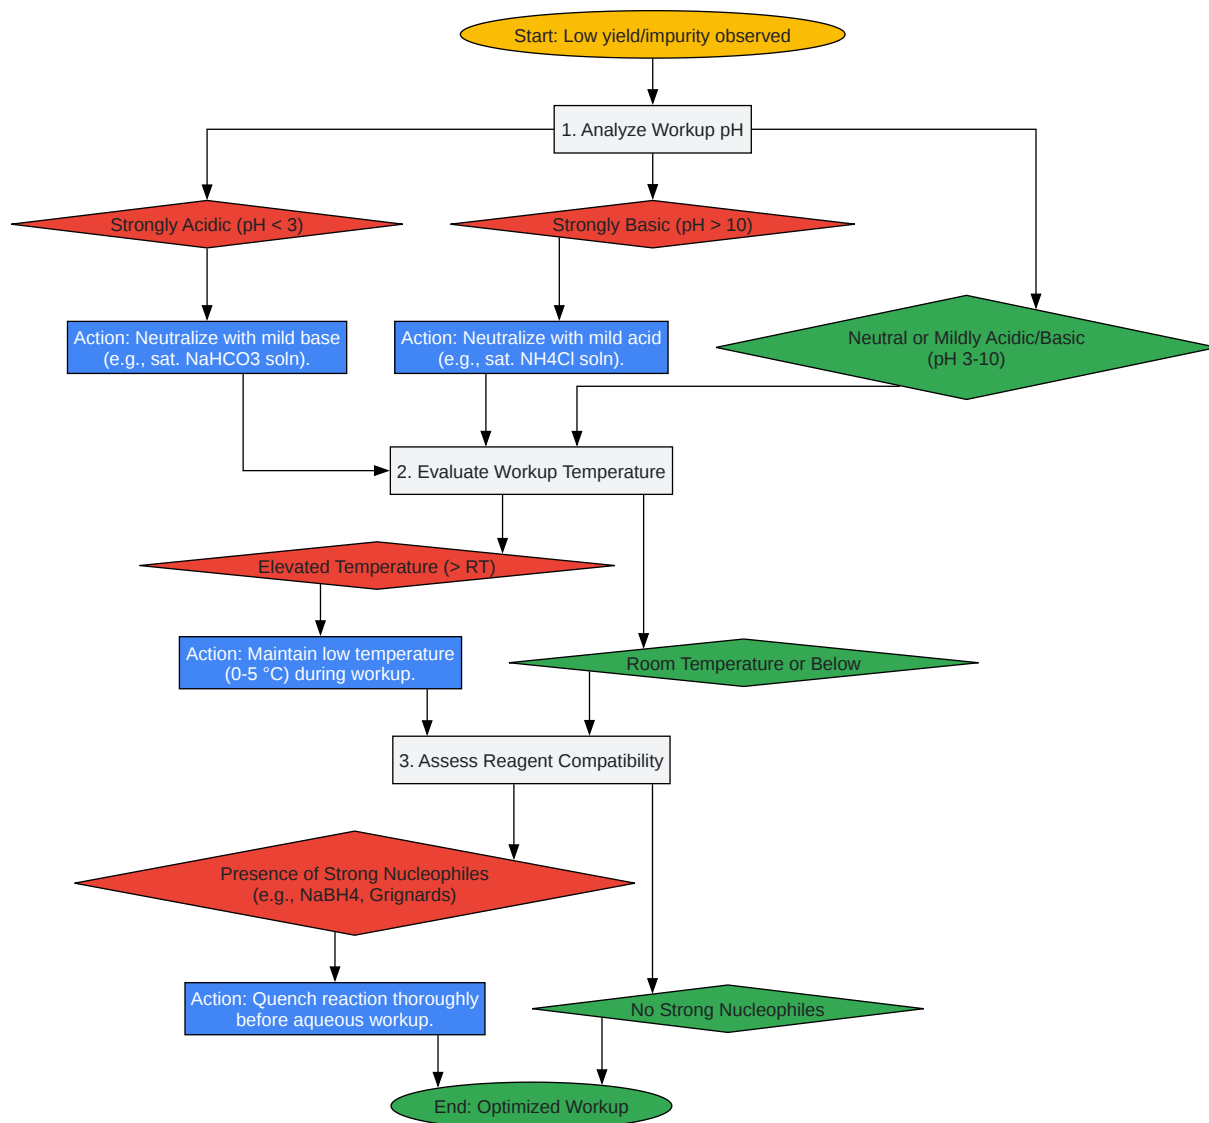 Start: Low yield/impurity observed
1. Analyze Workup pH
Strongly Acidic (pH < 3)
Strongly Basic (pH > 10)
Action: Neutralize with mild base
(e.g., sat. NaHCO3 soln).
Action: Neutralize with mild acid
(e.g., sat. NH4Cl soln).
Neutral or Mildly Acidic/Basic
(pH 3-10)
2. Evaluate Workup Temperature
Elevated Temperature (> RT)
Action: Maintain low temperature
(0-5 °C) during workup.
Room Temperature or Below
3. Assess Reagent Compatibility
Presence of Strong Nucleophiles
(e.g., NaBH4, Grignards)
Action: Quench reaction thoroughly
before aqueous workup.
No Strong Nucleophiles
End: Optimized Workup